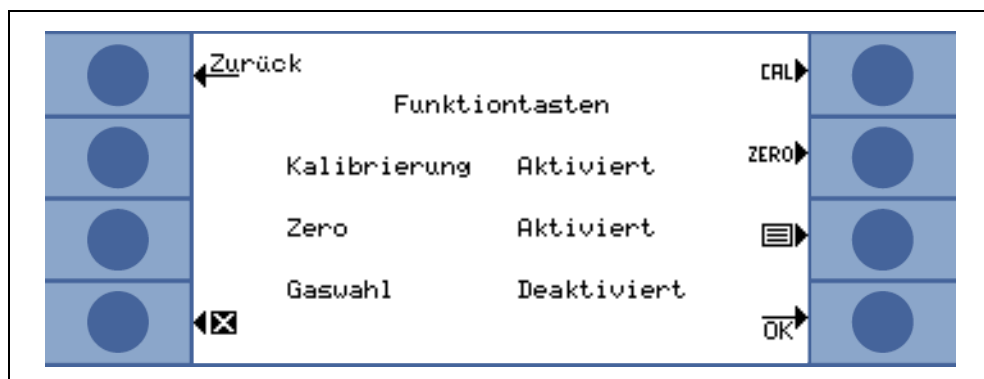 Zurück
CAL
Funktiontasten
Kalibrierung Aktiviert
ZERO
Zero Aktiviert
Gaswahl Deaktiviert
OK